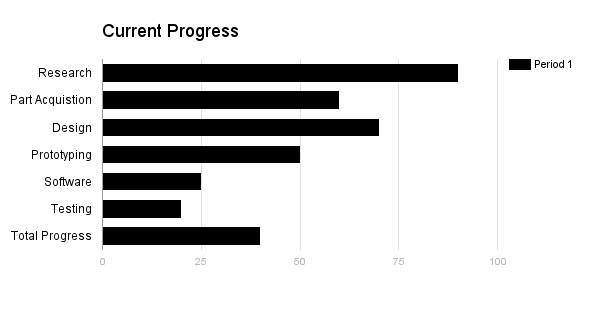 Current Progress
Period 1
Research
Part Acquistion
Design
Prototyping
Software
Testing
Total Progress
0 25 50 75 100